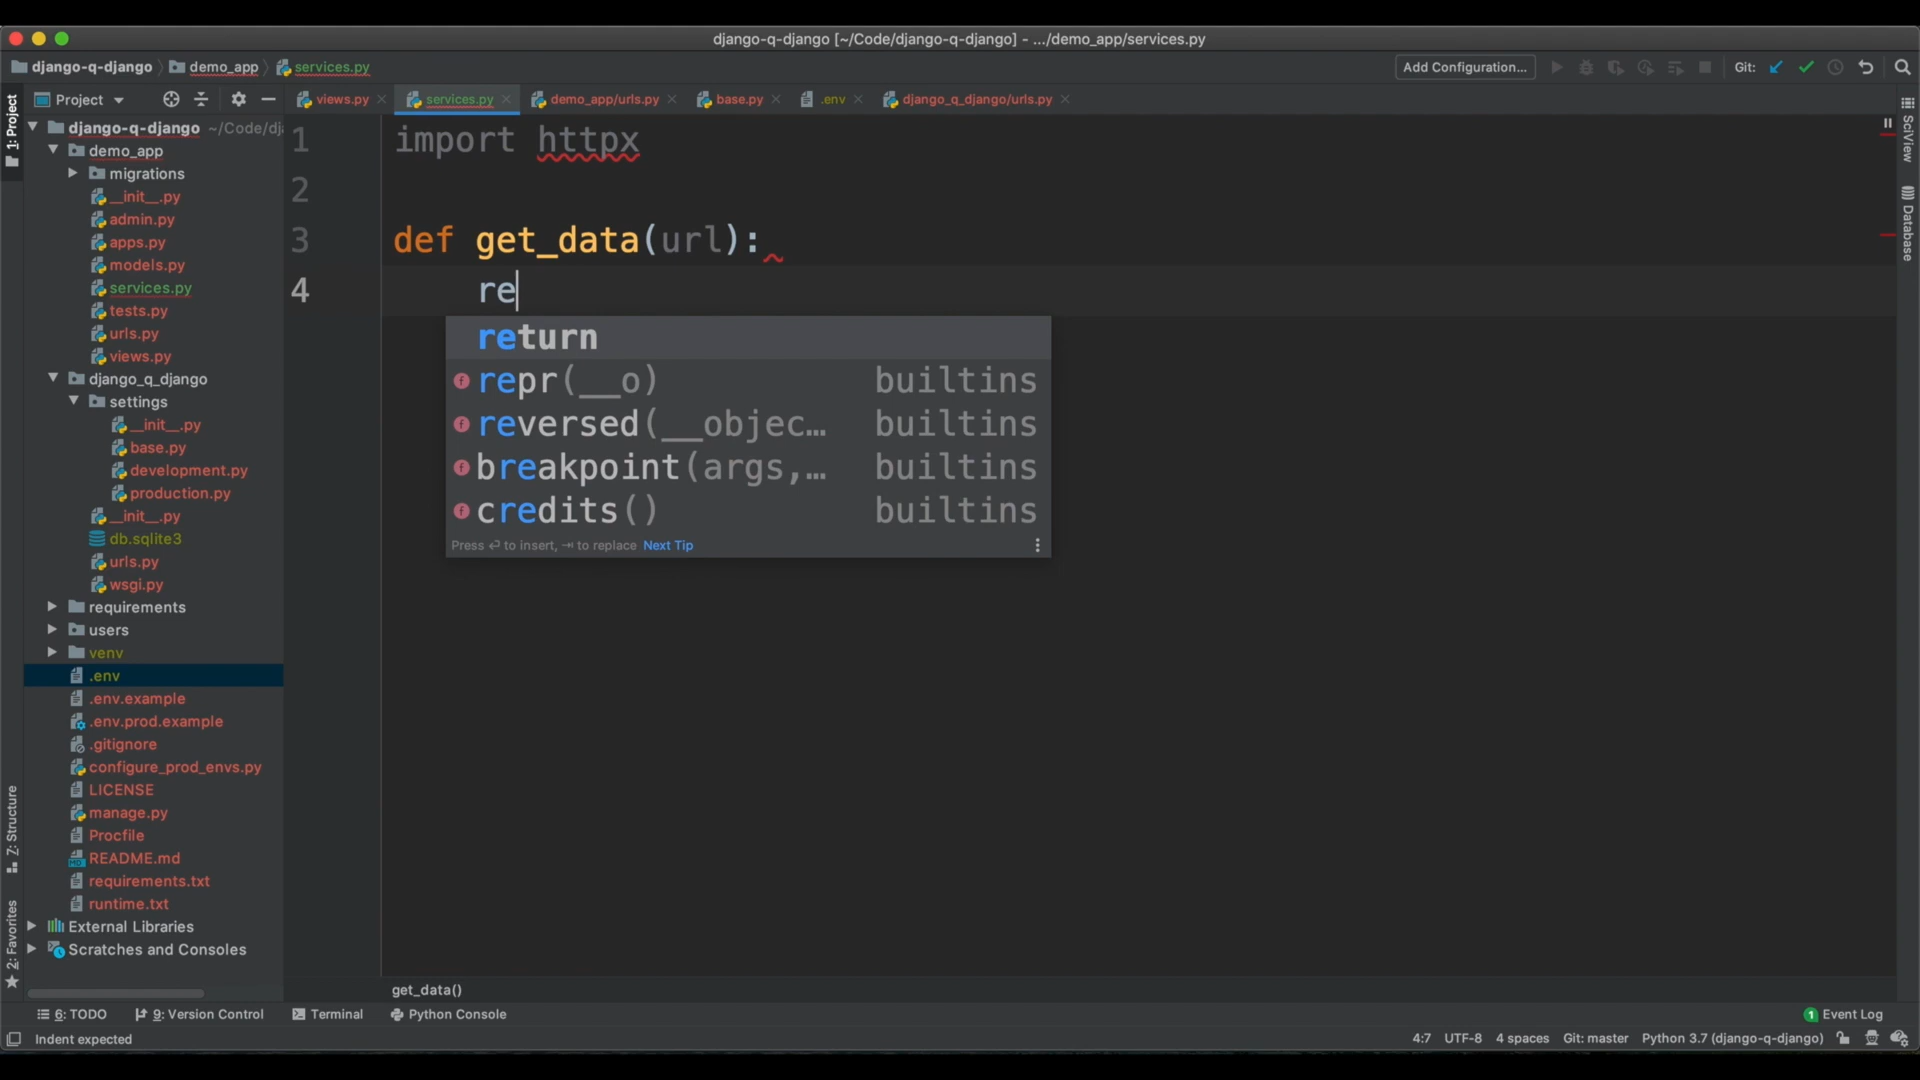 django-q-django [~/Code/django-q-django] - .../demo_app/services.py
django-q-django demo_app services.py
Add Configuration...
Git:
1: Project
Project
views.py services.py demo_app/urls.py base.py .env django_q_django/urls.py
django-q-django ~/Code/dj
demo_app
migrations
__init__.py
admin.py
apps.py
models.py
services.py
tests.py
urls.py
views.py
django_q_django
settings
__init__.py
base.py
development.py
production.py
__init__.py
db.sqlite3
urls.py
wsgi.py
requirements
users
venv
.env
.env.example
.env.prod.example
.gitignore
configure_prod_envs.py
LICENSE
manage.py
Procfile
README.md
requirements.txt
runtime.txt
External Libraries
Scratches and Consoles
Z: Structure
2: Favorites
1 import httpx
2
3 def get_data(url):
4 re
return
repr(__o) builtins
reversed(__objec… builtins
breakpoint(args,… builtins
credits() builtins
Press ⏎ to insert, ⇥ to replace Next Tip
SciView
Database
get_data()
6: TODO 9: Version Control Terminal Python Console
1 Event Log
Indent expected
4:7 UTF-8 4 spaces Git: master Python 3.7 (django-q-django)